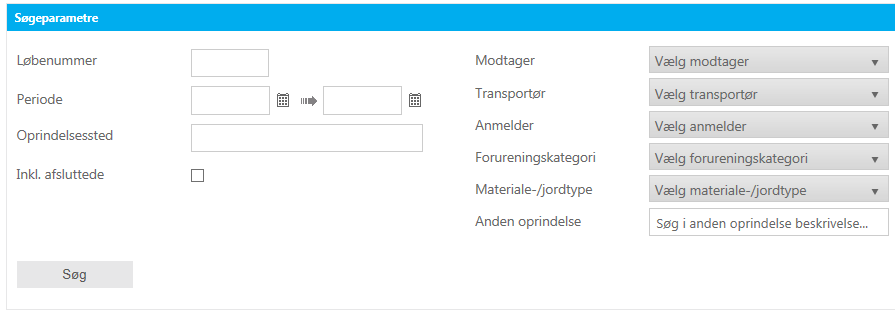 Søgeparametre
Løbenummer
Periode
Oprindelsessted
Inkl. afsluttede
Modtager Vælg modtager
Transportør Vælg transportør
Anmelder Vælg anmelder
Forureningskategori Vælg forureningskategori
Materiale-/jordtype Vælg materiale-/jordtype
Anden oprindelse Søg i anden oprindelse beskrivelse...
Søg